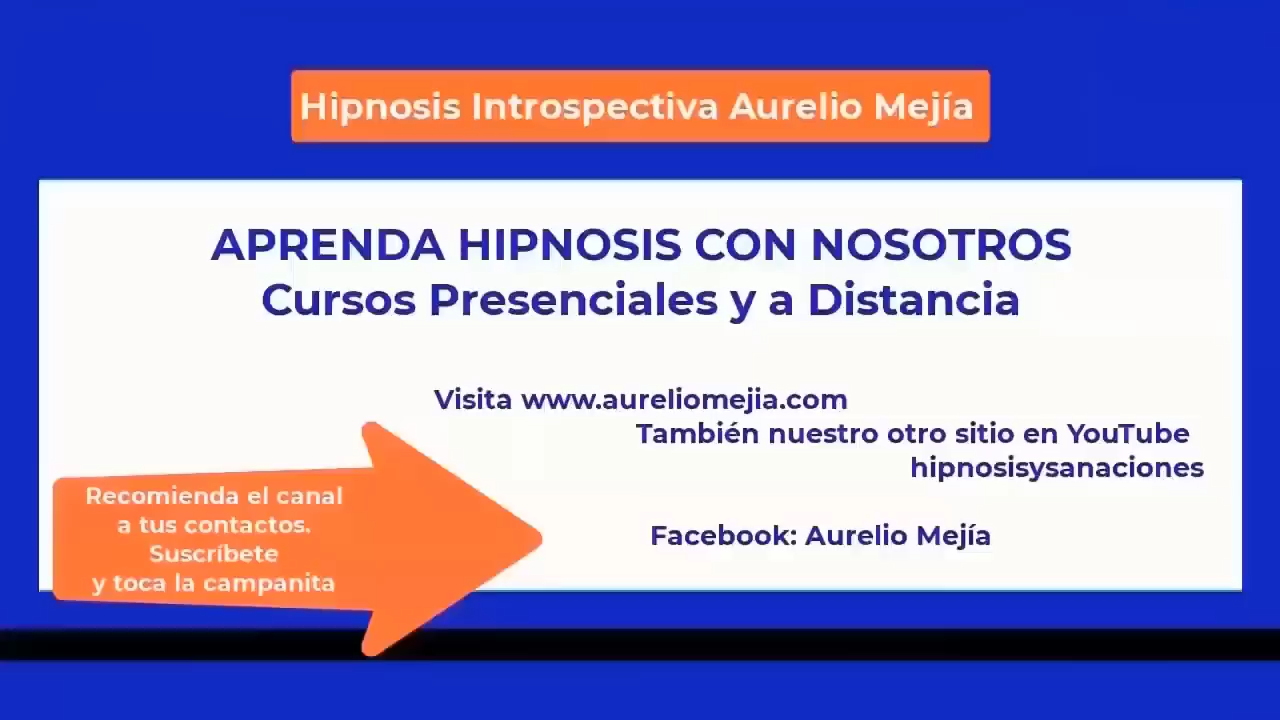 Hipnosis Introspectiva Aurelio Mejía
APRENDA HIPNOSIS CON NOSOTROS
Cursos Presenciales y a Distancia
Visita www.aureliomejia.com
También nuestro otro sitio en YouTube
hipnosisysanaciones
Facebook: Aurelio Mejía
Recomienda el canal
a tus contactos.
Suscríbete
y toca la campanita